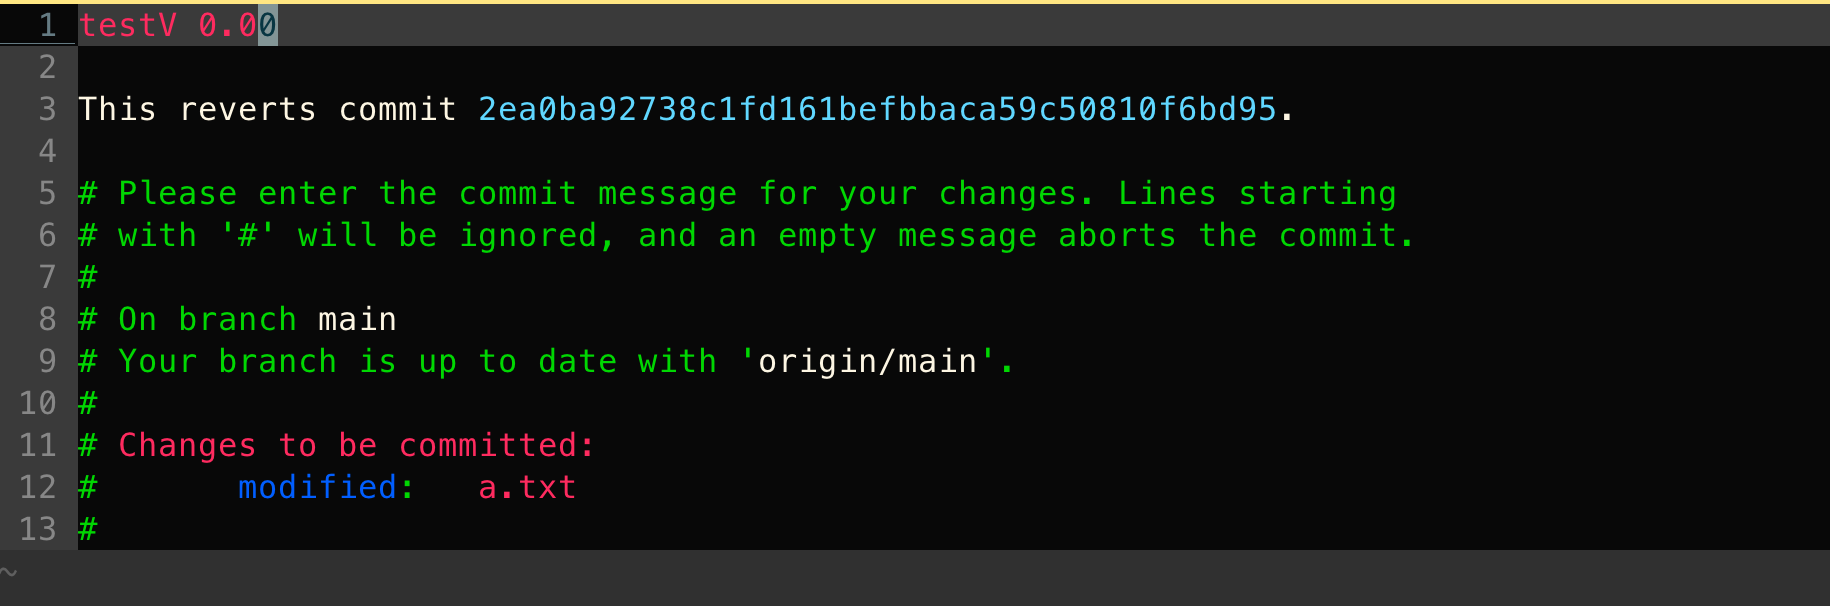 1 testV 0.00
2
3 This reverts commit 2ea0ba92738c1fd161befbbaca59c50810f6bd95.
4
5 # Please enter the commit message for your changes. Lines starting
6 # with '#' will be ignored, and an empty message aborts the commit.
7 #
8 # On branch main
9 # Your branch is up to date with 'origin/main'.
10 #
11 # Changes to be committed:
12 #       modified:   a.txt
13 #
~